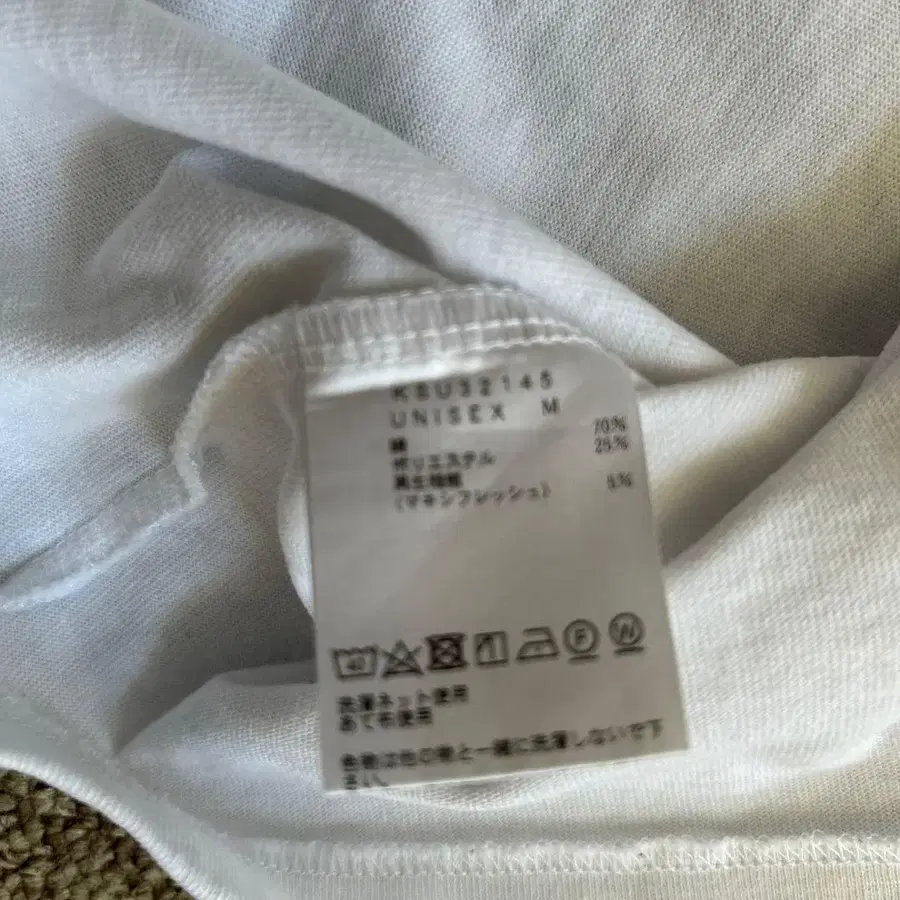 KSU32145
UNISEX M
綿 70%
ポリエステル 25%
再生繊維 5%
(マキシフレッシュ)
40
F
W
洗濯ネット使用
あて布使用
色物は他の物と一緒に洗濯しないで下
さい。